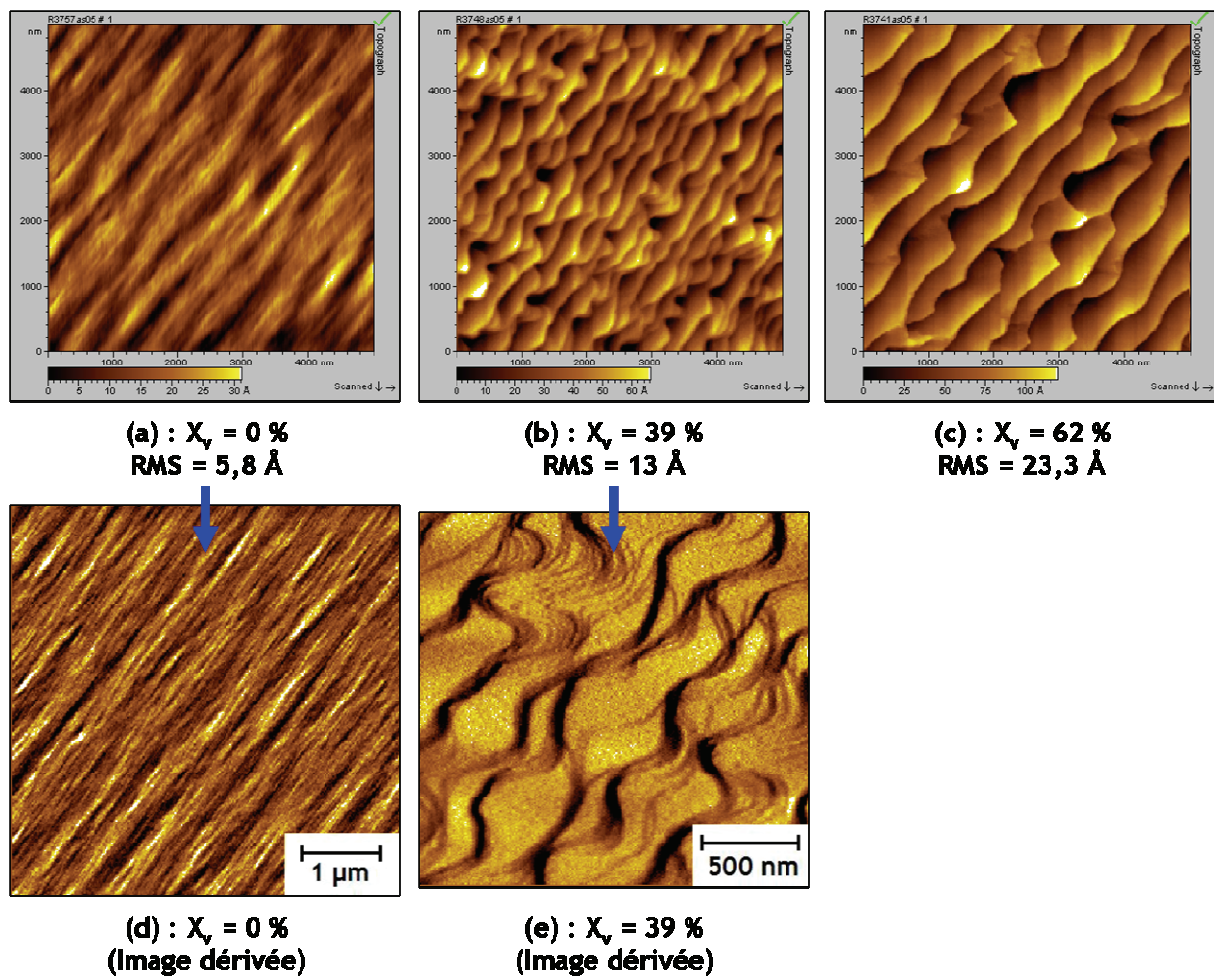 R3757as05 # 1
nm
Topograph
4000
3000
2000
1000
0
1000
2000
3000
4000 nm
0 5 10 15 20 25 30 Å
Scanned ↓ →
R3748as05 # 1
nm
Topograph
4000
3000
2000
1000
0
1000
2000
3000
4000 nm
0 10 20 30 40 50 60 Å
Scanned ↓ →
R3741as05 # 1
nm
Topograph
4000
3000
2000
1000
0
1000
2000
4000 nm
0 25 50 75 100 Å
Scanned ↓ →
(a) : Xv = 0 %
RMS = 5,8 Å
(b) : Xv = 39 %
RMS = 13 Å
(c) : Xv = 62 %
RMS = 23,3 Å
1 µm
500 nm
(d) : Xv = 0 %
(Image dérivée)
(e) : Xv = 39 %
(Image dérivée)